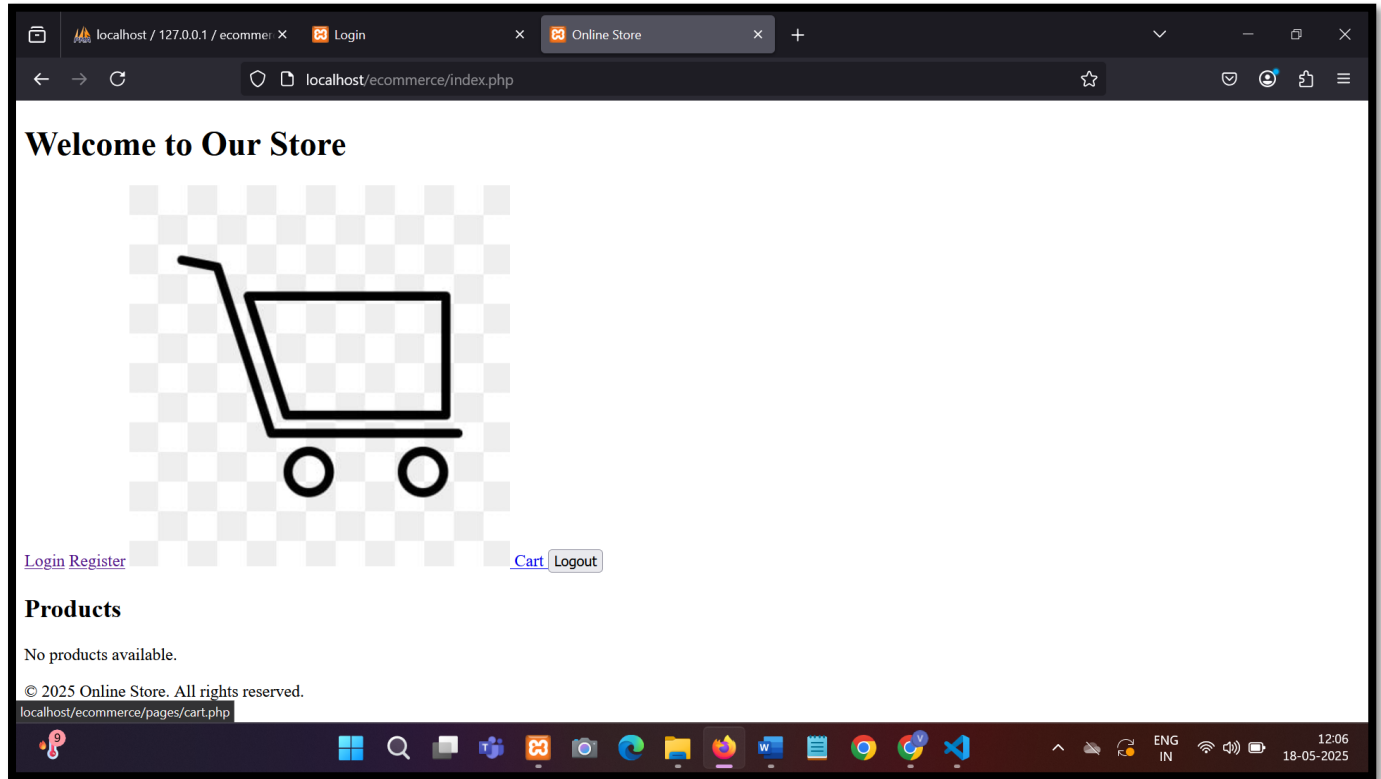 localhost / 127.0.0.1 / ecommer
Login
Online Store
localhost/ecommerce/index.php
Welcome to Our Store
Login Register Cart Logout
Products
No products available.
© 2025 Online Store. All rights reserved.
localhost/ecommerce/pages/cart.php
9
ENG
IN
12:06
18-05-2025